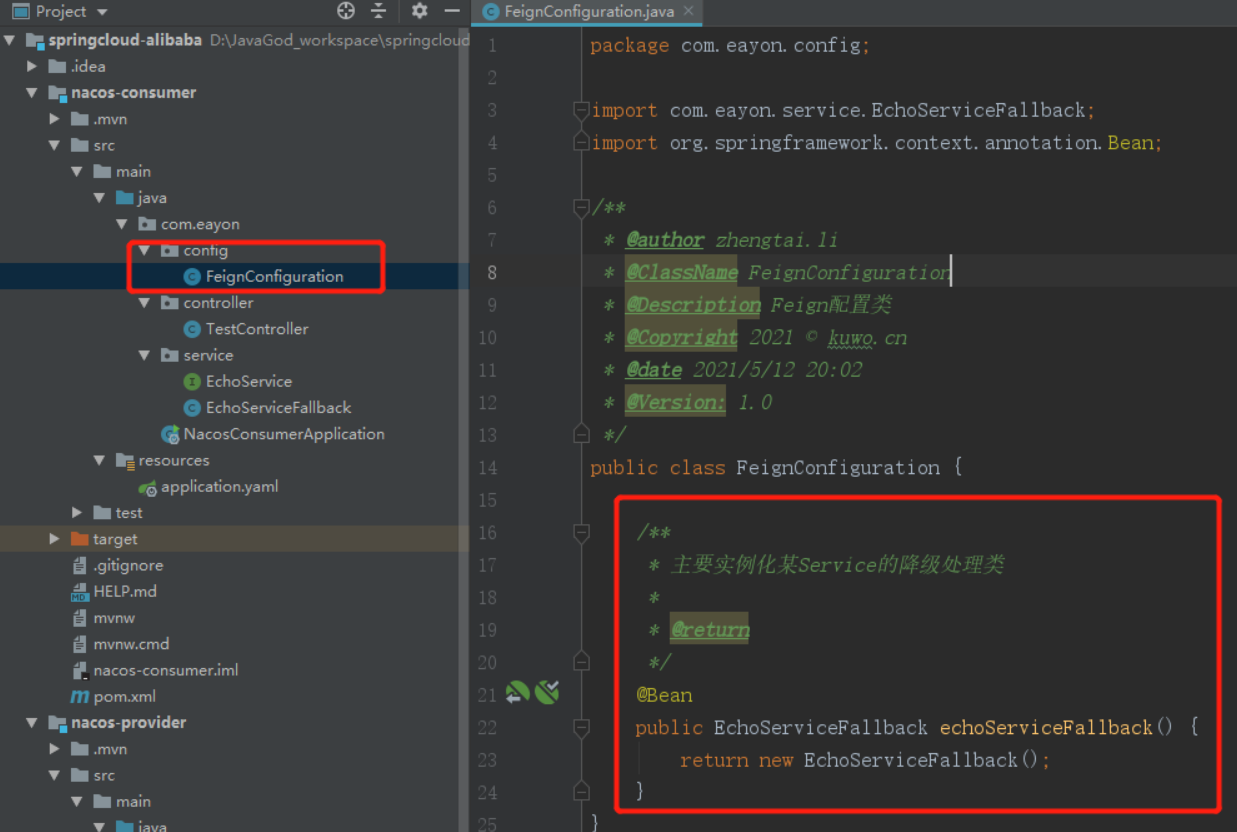 Project
springcloud-alibaba D:\JavaGod_workspace\springcloud
.idea
nacos-consumer
.mvn
src
main
java
com.eayon
config
FeignConfiguration
controller
TestController
service
EchoService
EchoServiceFallback
NacosConsumerApplication
resources
application.yaml
test
target
.gitignore
HELP.md
mvnw
mvnw.cmd
nacos-consumer.iml
pom.xml
nacos-provider
.mvn
src
main
java
FeignConfiguration.java
1 package com.eayon.config;
2
3 import com.eayon.service.EchoServiceFallback;
4 import org.springframework.context.annotation.Bean;
5
6 /**
7 * @author zhengtai.li
8 * @ClassName FeignConfiguration
9 * @Description Feign配置类
10 * @Copyright 2021 © kuwo.cn
11 * @date 2021/5/12 20:02
12 * @Version: 1.0
13 */
14 public class FeignConfiguration {
15
16 /**
17 * 主要实例化某Service的降级处理类
18 *
19 * @return
20 */
21 @Bean
22 public EchoServiceFallback echoServiceFallback() {
23 return new EchoServiceFallback();
24 }
25 }